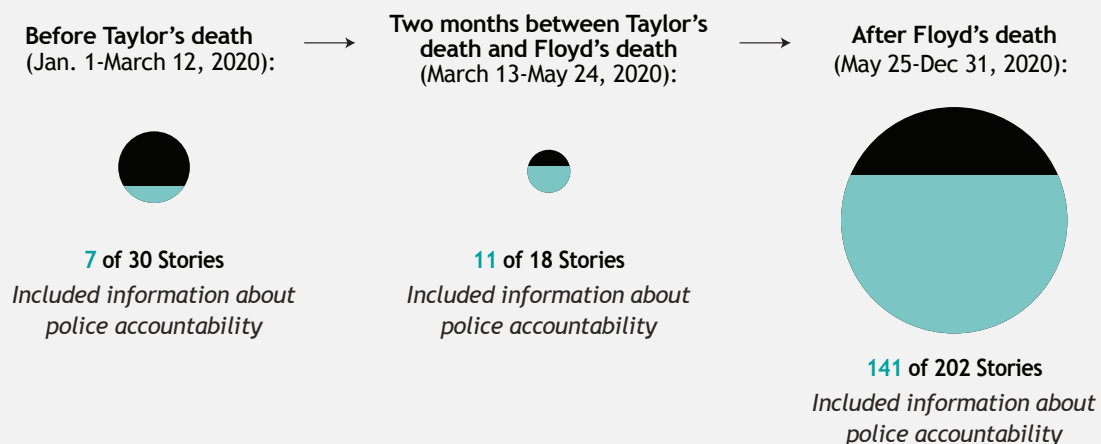 Before Taylor's death
(Jan. 1-March 12, 2020):
7 of 30 Stories
Included information about
police accountability
Two months between Taylor's
death and Floyd's death
(March 13-May 24, 2020):
11 of 18 Stories
Included information about
police accountability
After Floyd's death
(May 25-Dec 31, 2020):
141 of 202 Stories
Included information about
police accountability